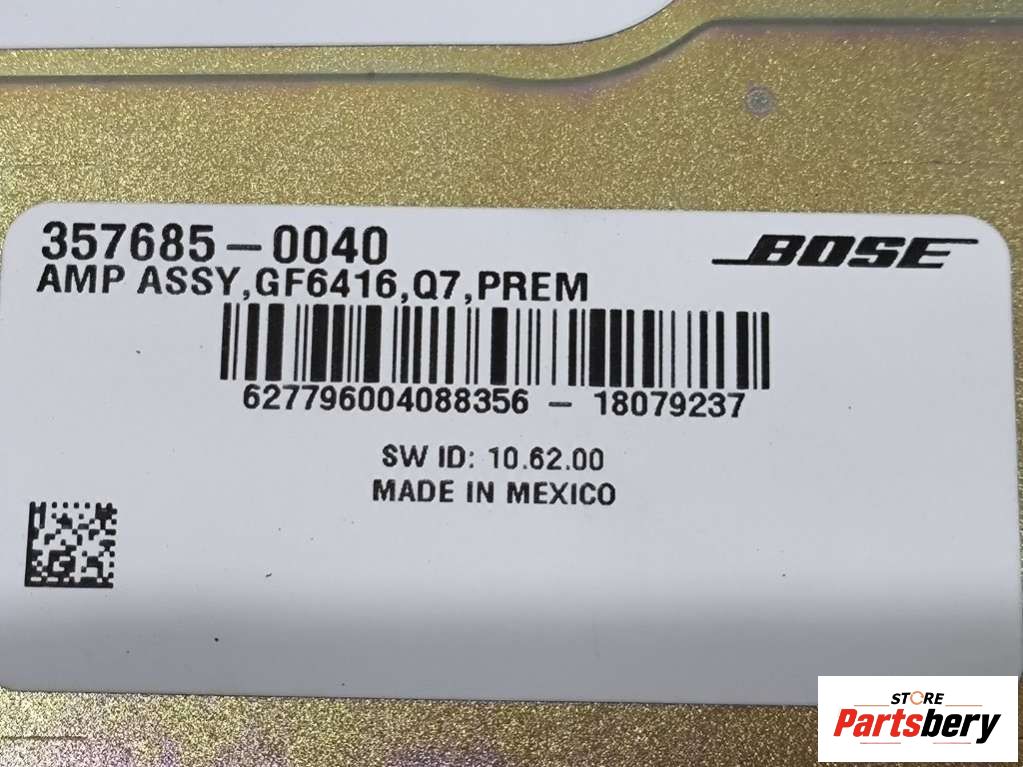 357685-0040
BOSE
AMP ASSY,GF6416,Q7,PREM
627796004088356 - 18079237
SW ID: 10.62.00
MADE IN MEXICO
STORE
Partsbery